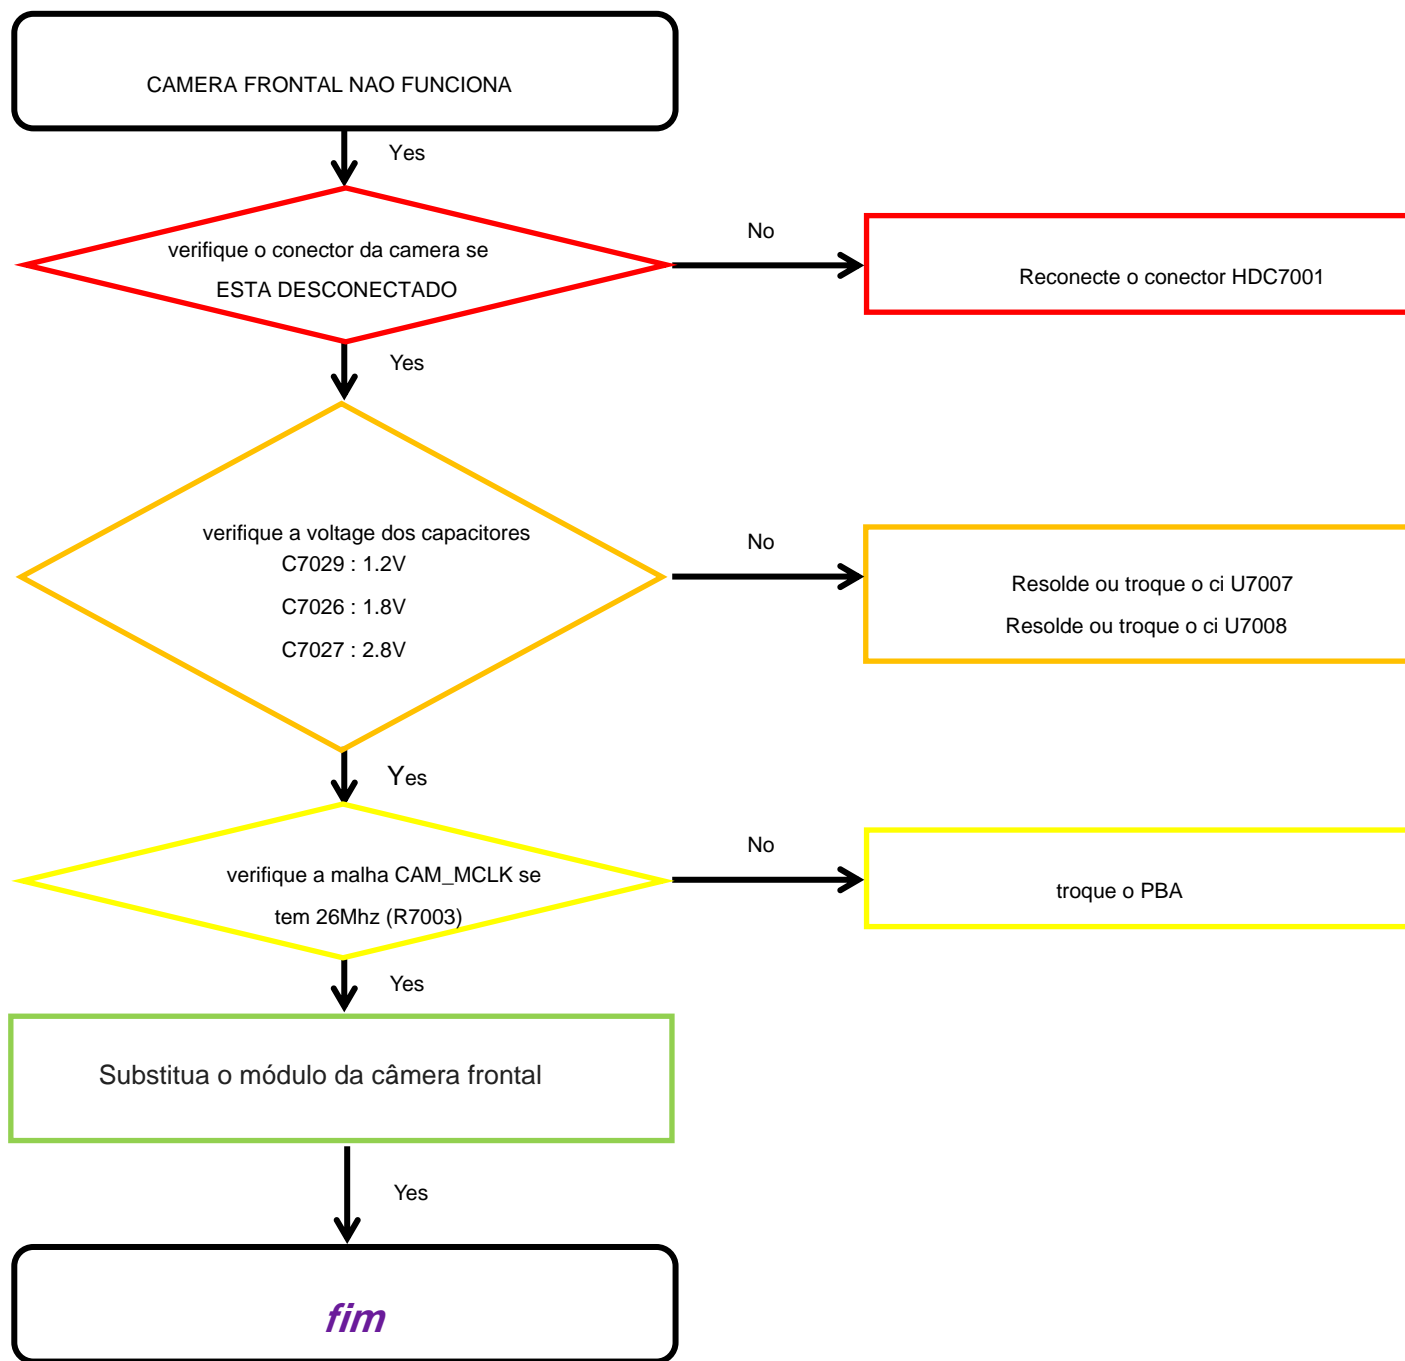 CAMERA FRONTAL NAO FUNCIONA
Yes
verifique o conector da camera se
ESTA DESCONECTADO
No
Reconecte o conector HDC7001
Yes
verifique a voltage dos capacitores
C7029 : 1.2V
C7026 : 1.8V
C7027 : 2.8V
No
Resolde ou troque o ci U7007
Resolde ou troque o ci U7008
Yes
verifique a malha CAM_MCLK se
tem 26Mhz (R7003)
No
troque o PBA
Yes
Substitua o módulo da câmera frontal
Yes
fim